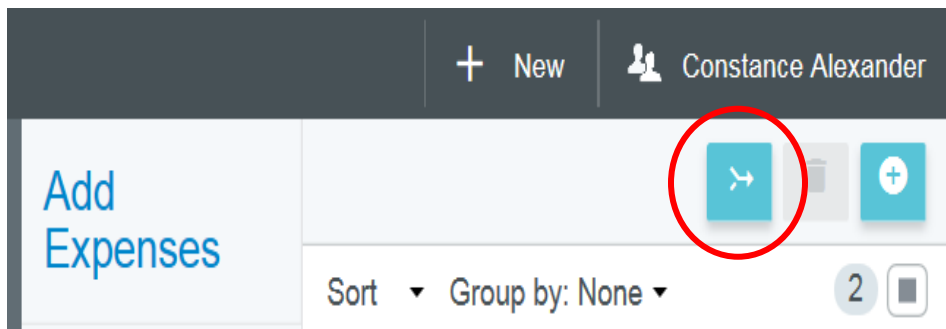 New
Constance Alexander
Add
Expenses
Sort
Group by: None
2